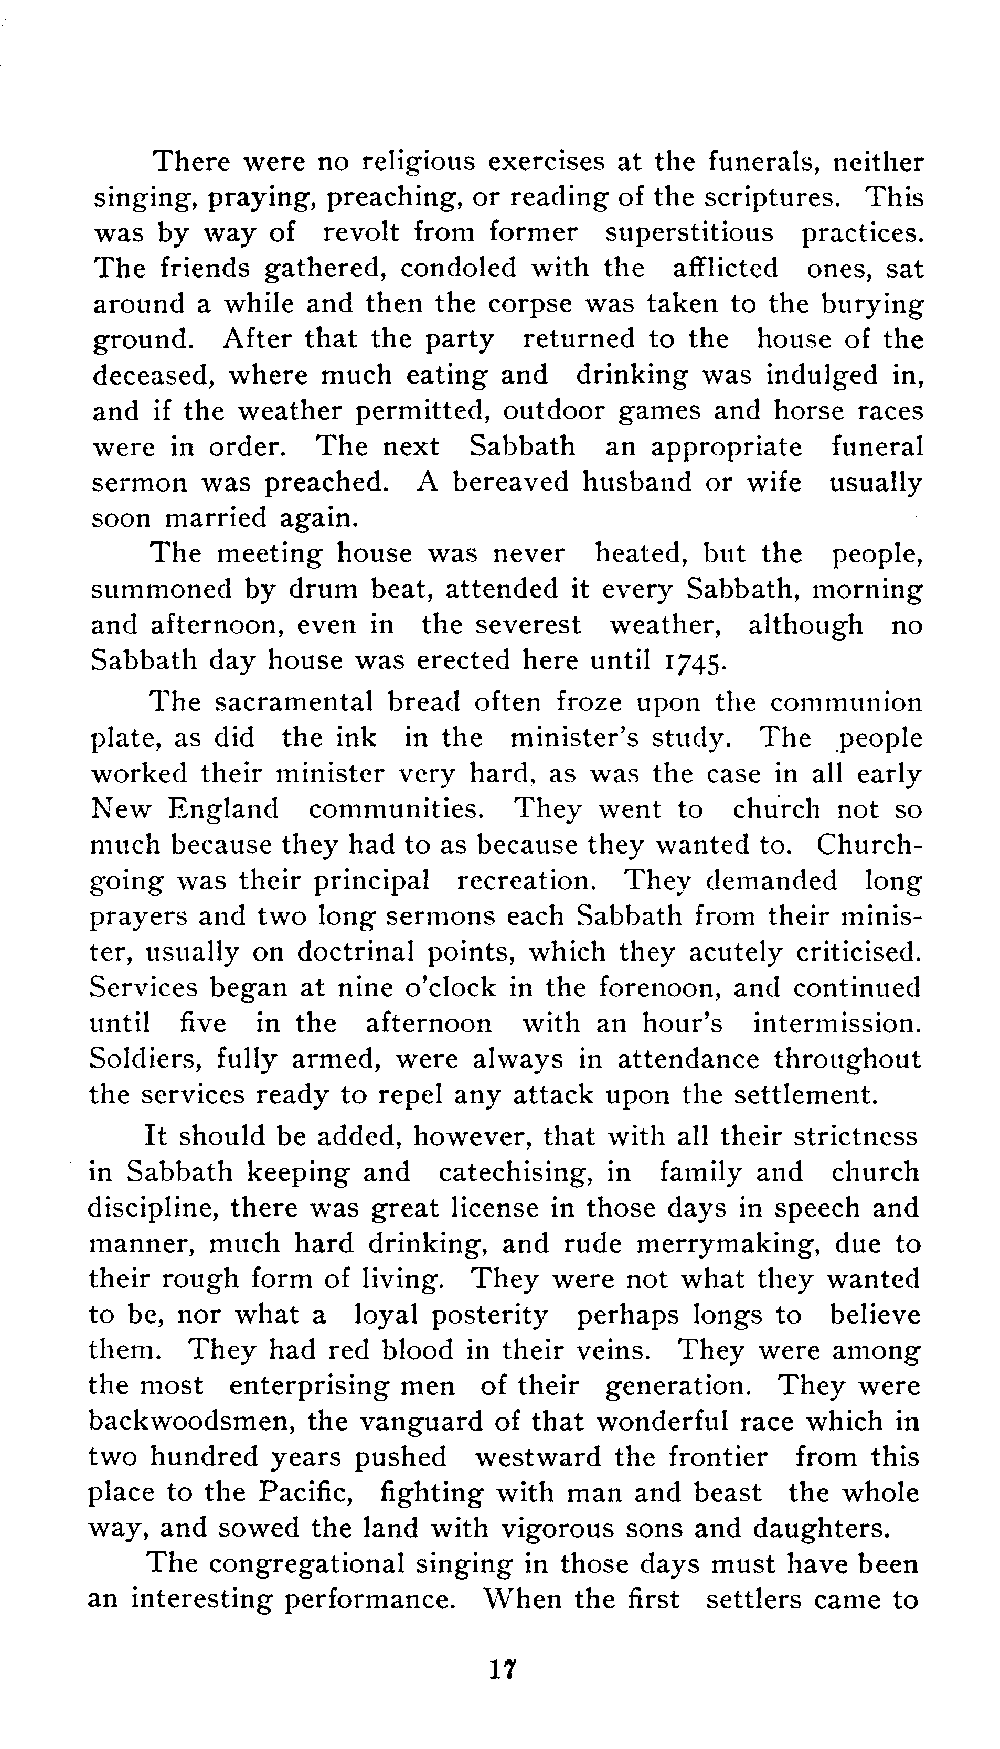 There were no religious exercises at the funerals, neither
singing, praying, preaching, or reading of the scriptures. This
was by way of revolt from former superstitious practices.
The friends gathered, condoled with the afflicted ones, sat
around a while and then the corpse was taken to the burying
ground. After that the party returned to the house of the
deceased, where much eating and drinking was indulged in,
and if the weather permitted, outdoor games and horse races
were in order. The next Sabbath an appropriate funeral
sermon was preached. A bereaved husband or wife usually
soon married again.
The meeting house was never heated, but the people,
summoned by drum beat, attended it every Sabbath, morning
and afternoon, even in the severest weather, although no
Sabbath day house was erected here until 1745.
The sacramental bread often froze upon the communion
plate, as did the ink in the minister's study. The people
worked their minister very hard, as was the case in all early
New England communities. They went to church not so
much because they had to as because they wanted to. Church-
going was their principal recreation. They demanded long
prayers and two long sermons each Sabbath from their minis-
ter, usually on doctrinal points, which they acutely criticised.
Services began at nine o'clock in the forenoon, and continued
until five in the afternoon with an hour's intermission.
Soldiers, fully armed, were always in attendance throughout
the services ready to repel any attack upon the settlement.
It should be added, however, that with all their strictness
in Sabbath keeping and catechising, in family and church
discipline, there was great license in those days in speech and
manner, much hard drinking, and rude merrymaking, due to
their rough form of living. They were not what they wanted
to be, nor what a loyal posterity perhaps longs to believe
them. They had red blood in their veins. They were among
the most enterprising men of their generation. They were
backwoodsmen, the vanguard of that wonderful race which in
two hundred years pushed westward the frontier from this
place to the Pacific, fighting with man and beast the whole
way, and sowed the land with vigorous sons and daughters.
The congregational singing in those days must have been
an interesting performance. When the first settlers came to
17